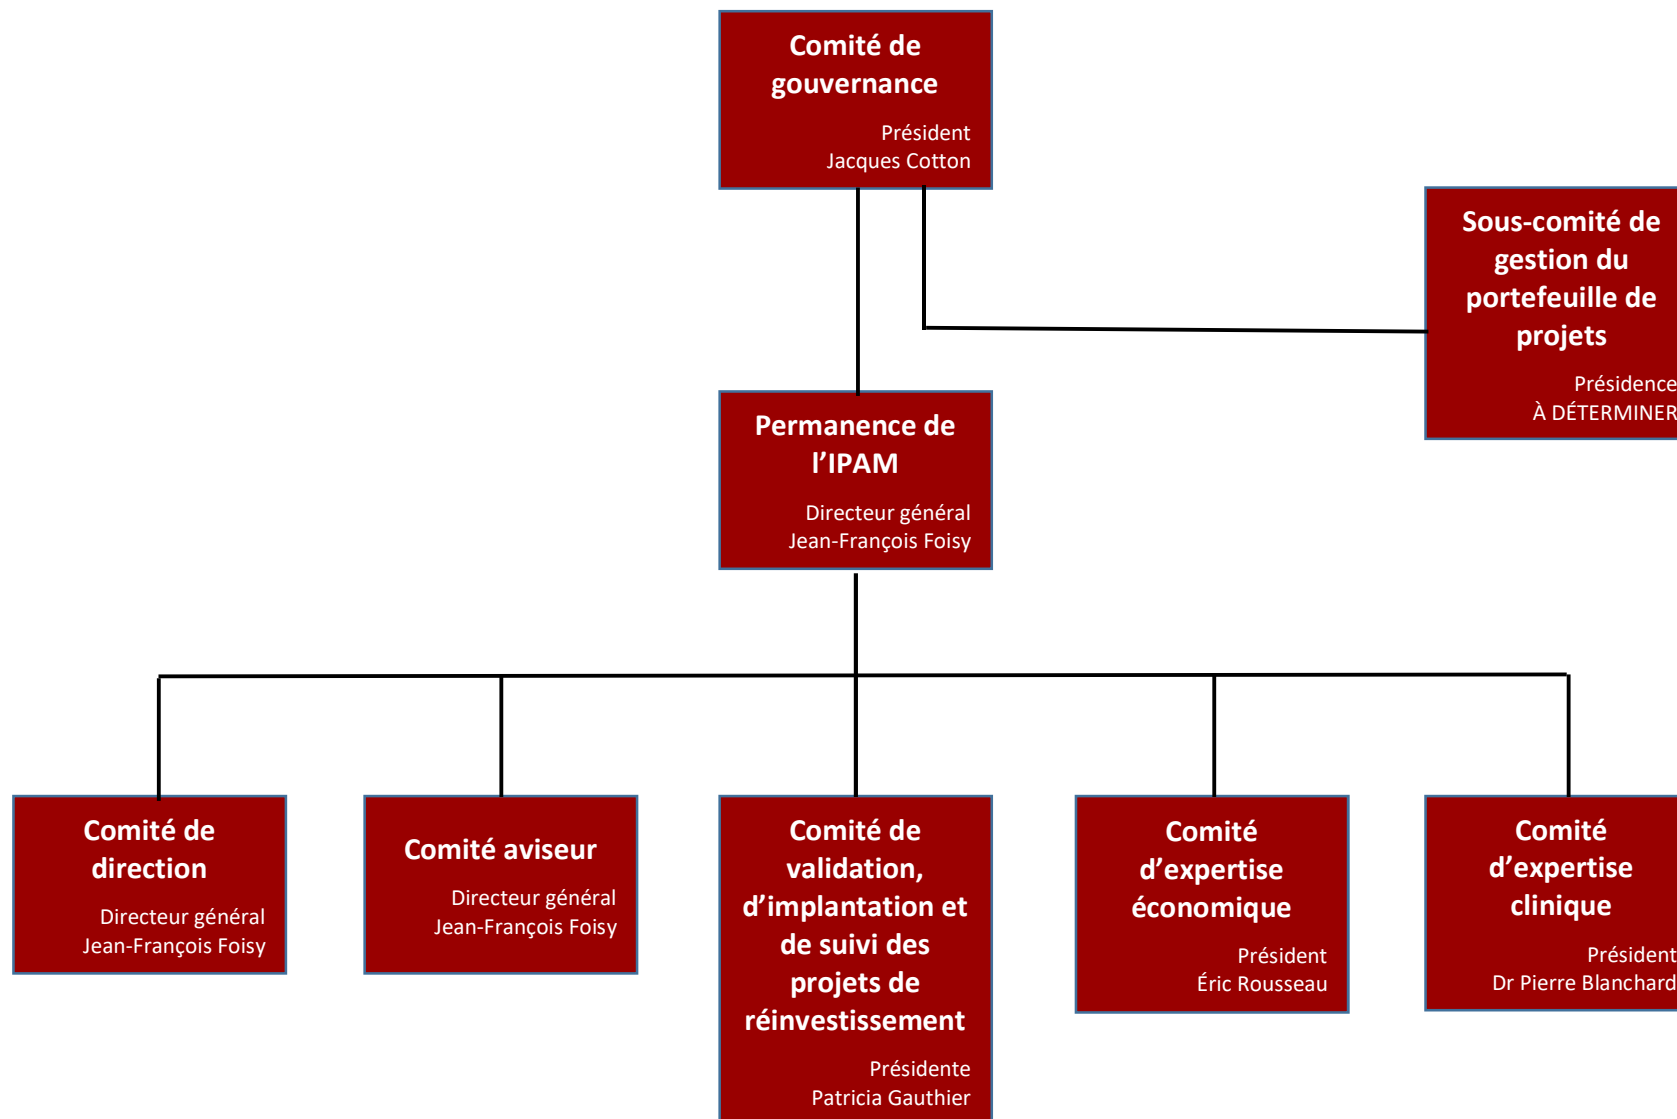 Comité de
gouvernance
Président
Jacques Cotton
Sous-comité de
gestion du
portefeuille de
projets
Présidence
À DÉTERMINER
Permanence de
l’IPAM
Directeur général
Jean-François Foisy
Comité de
direction
Directeur général
Jean-François Foisy
Comité aviseur
Directeur général
Jean-François Foisy
Comité de
validation,
d’implantation et
de suivi des
projets de
réinvestissement
Présidente
Patricia Gauthier
Comité
d’expertise
économique
Président
Éric Rousseau
Comité
d’expertise
clinique
Président
Dr Pierre Blanchard